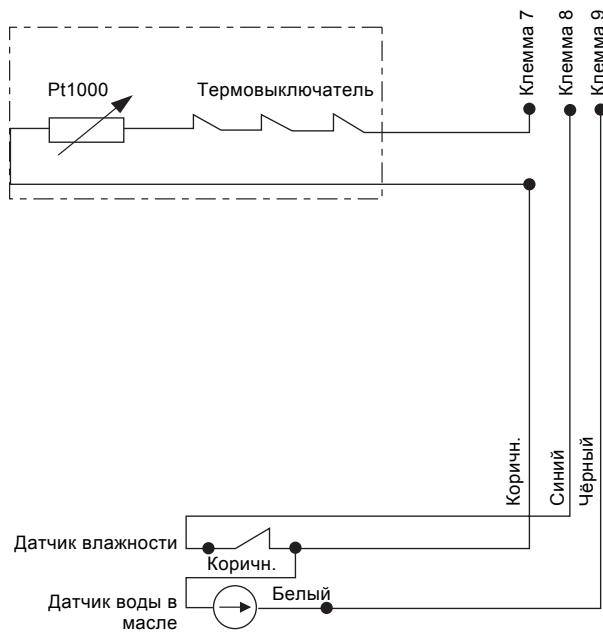 Клемма 7
Клемма 8
Клемма 9
Pt1000
Термовыключатель
Коричн.
Синий
Чёрный
Датчик влажности
Коричн.
Белый
Датчик воды в
масле